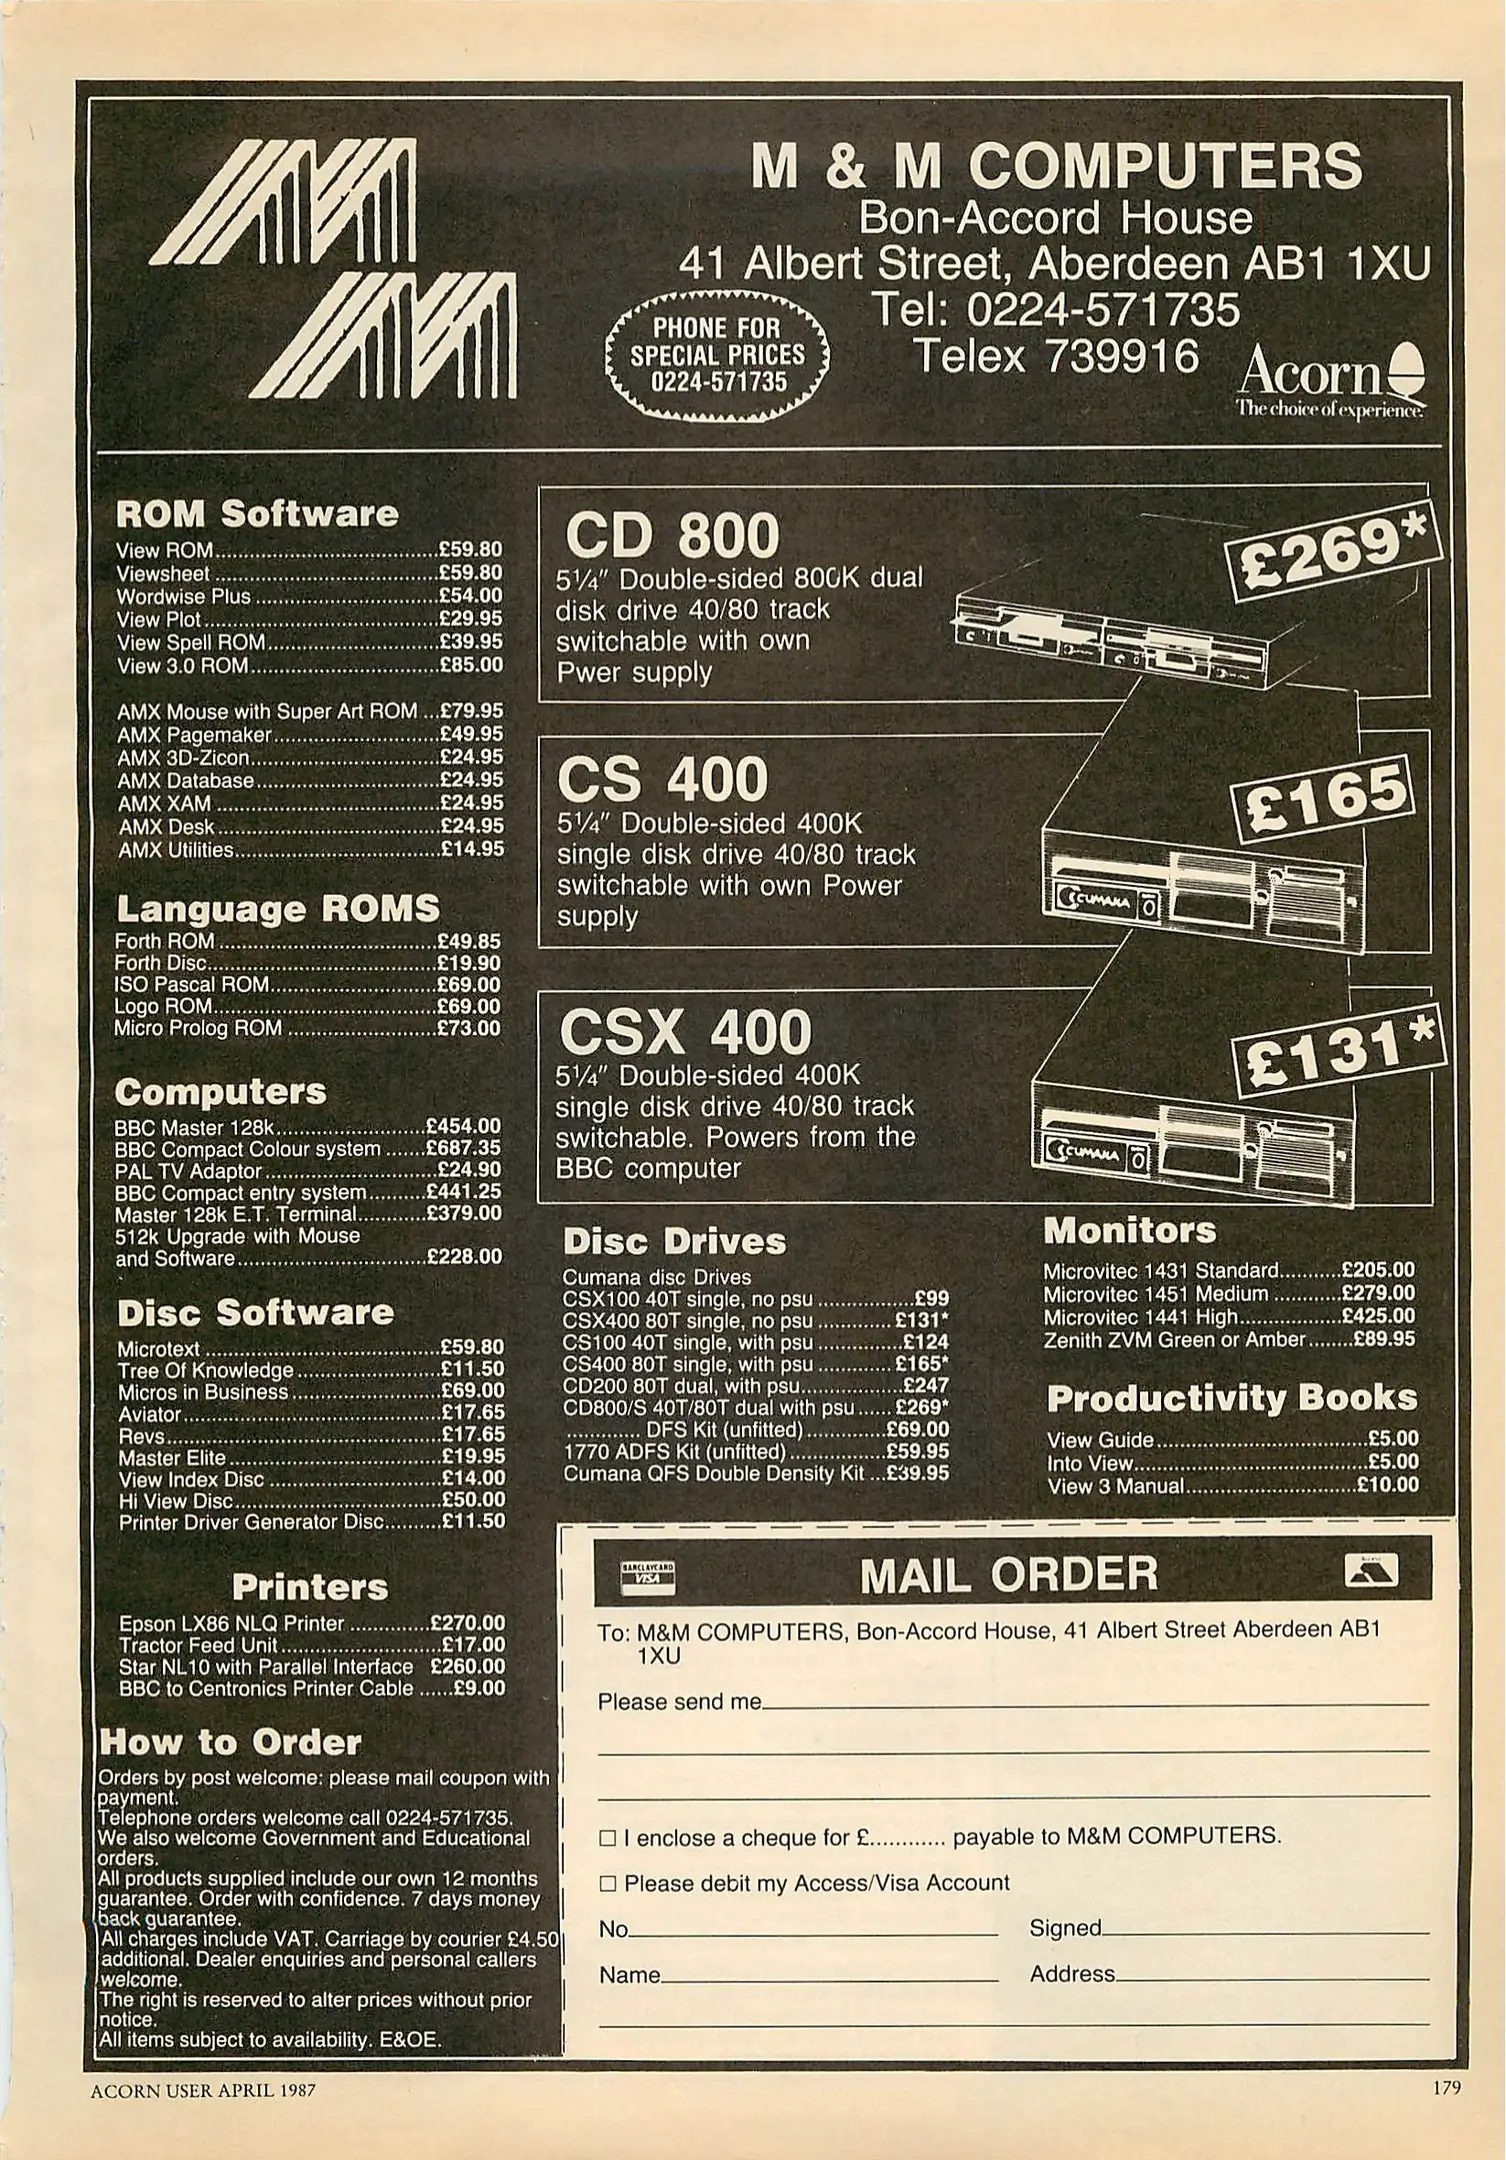 M & M COMPUTERS
Bon-Accord House
41 Albert Street, Aberdeen AB1 1XU
Tel: 0224-571735
Telex 739916
PHONE FOR
SPECIAL PRICES
0224-571735
Acorn
The choice of experience.
ROM Software
View ROM......£59.80
Viewsheet......£59.80
Wordwise Plus......£54.00
View Plot......£29.95
View Spell ROM......£39.95
View 3.0 ROM......£85.00
AMX Mouse with Super Art ROM...£79.95
AMX Pagemaker......£49.95
AMX 3D-Zicon......£24.95
AMX Database......£24.95
AMX XAM......£24.95
AMX Desk......£24.95
AMX Utilities......£14.95
Language ROMS
Forth ROM......£49.85
Forth Disc......£19.90
ISO Pascal ROM......£69.00
Logo ROM......£69.00
Micro Prolog ROM......£73.00
Computers
BBC Master 128k......£454.00
BBC Compact Colour system......£687.35
PAL TV Adaptor......£24.90
BBC Compact entry system......£441.25
Master 128k E.T. Terminal......£379.00
512k Upgrade with Mouse
and Software......£228.00
Disc Software
Microtext......£59.80
Tree Of Knowledge......£11.50
Micros in Business......£69.00
Aviator......£17.65
Revs......£17.65
Master Elite......£19.95
View Index Disc......£14.00
Hi View Disc......£50.00
Printer Driver Generator Disc......£11.50
Printers
Epson LX86 NLQ Printer......£270.00
Tractor Feed Unit......£17.00
Star NL10 with Parallel Interface £260.00
BBC to Centronics Printer Cable......£9.00
How to Order
Orders by post welcome: please mail coupon with
payment.
Telephone orders welcome call 0224-571735.
We also welcome Government and Educational
orders.
All products supplied include our own 12 months
guarantee. Order with confidence. 7 days money
back guarantee.
All charges include VAT. Carriage by courier £4.50
additional. Dealer enquiries and personal callers
welcome.
The right is reserved to alter prices without prior
notice.
All items subject to availability. E&OE.
CD 800
5¼" Double-sided 800K dual
disk drive 40/80 track
switchable with own
Pwer supply
£269*
CS 400
5¼" Double-sided 400K
single disk drive 40/80 track
switchable with own Power
supply
£165
CUMANA
CSX 400
5¼" Double-sided 400K
single disk drive 40/80 track
switchable. Powers from the
BBC computer
£131*
CUMANA
Disc Drives
Cumana disc Drives
CSX100 40T single, no psu......£99
CSX400 80T single, no psu......£131*
CS100 40T single, with psu......£124
CS400 80T single, with psu......£165*
CD200 80T dual, with psu......£247
CD800/S 40T/80T dual with psu......£269*
............. DFS Kit (unfitted)......£69.00
1770 ADFS Kit (unfitted)......£59.95
Cumana QFS Double Density Kit...£39.95
Monitors
Microvitec 1431 Standard......£205.00
Microvitec 1451 Medium......£279.00
Microvitec 1441 High......£425.00
Zenith ZVM Green or Amber......£89.95
Productivity Books
View Guide......£5.00
Into View......£5.00
View 3 Manual......£10.00
BARCLAYCARD
VISA
MAIL ORDER
To: M&M COMPUTERS, Bon-Accord House, 41 Albert Street Aberdeen AB1
1XU
Please send me
☐ I enclose a cheque for £............ payable to M&M COMPUTERS.
☐ Please debit my Access/Visa Account
No Signed
Name Address
ACORN USER APRIL 1987
179